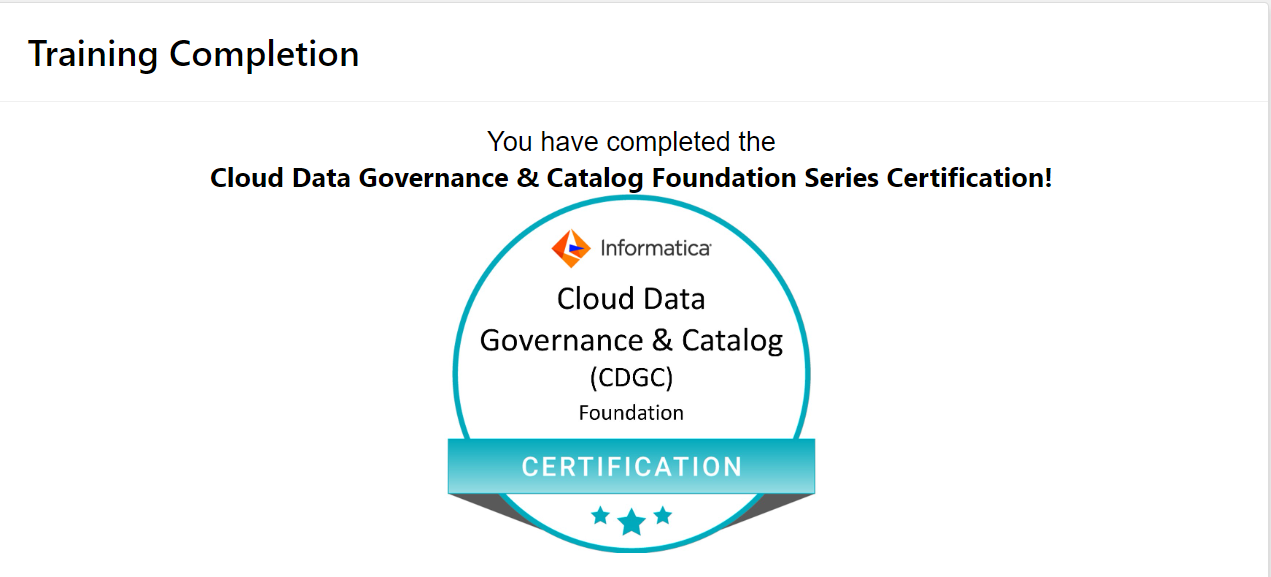 Training Completion
You have completed the
Cloud Data Governance & Catalog Foundation Series Certification!
Informatica
Cloud Data
Governance & Catalog
(CDGC)
Foundation
CERTIFICATION